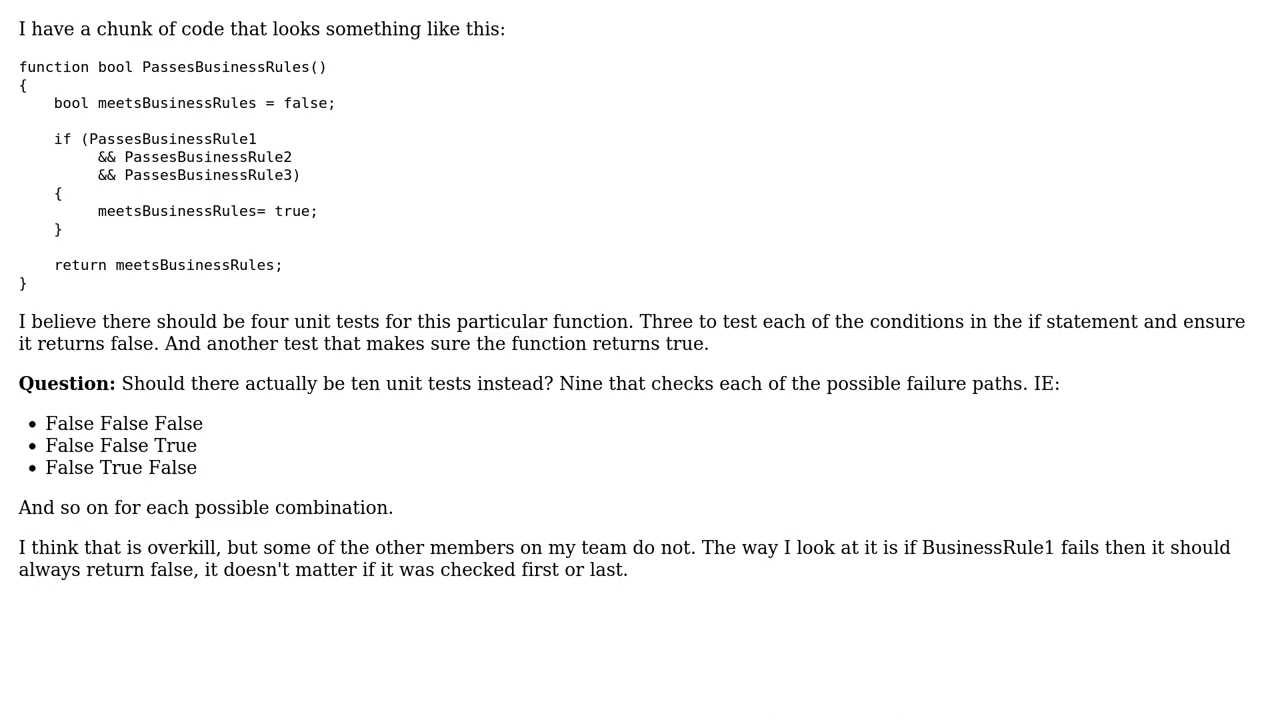 I have a chunk of code that looks something like this:
function bool PassesBusinessRules()
{
    bool meetsBusinessRules = false;

    if (PassesBusinessRule1
         && PassesBusinessRule2
         && PassesBusinessRule3)
    {
         meetsBusinessRules= true;
    }

    return meetsBusinessRules;
}
I believe there should be four unit tests for this particular function. Three to test each of the conditions in the if statement and ensure
it returns false. And another test that makes sure the function returns true.
Question: Should there actually be ten unit tests instead? Nine that checks each of the possible failure paths. IE:
• False False False
• False False True
• False True False
And so on for each possible combination.
I think that is overkill, but some of the other members on my team do not. The way I look at it is if BusinessRule1 fails then it should
always return false, it doesn't matter if it was checked first or last.